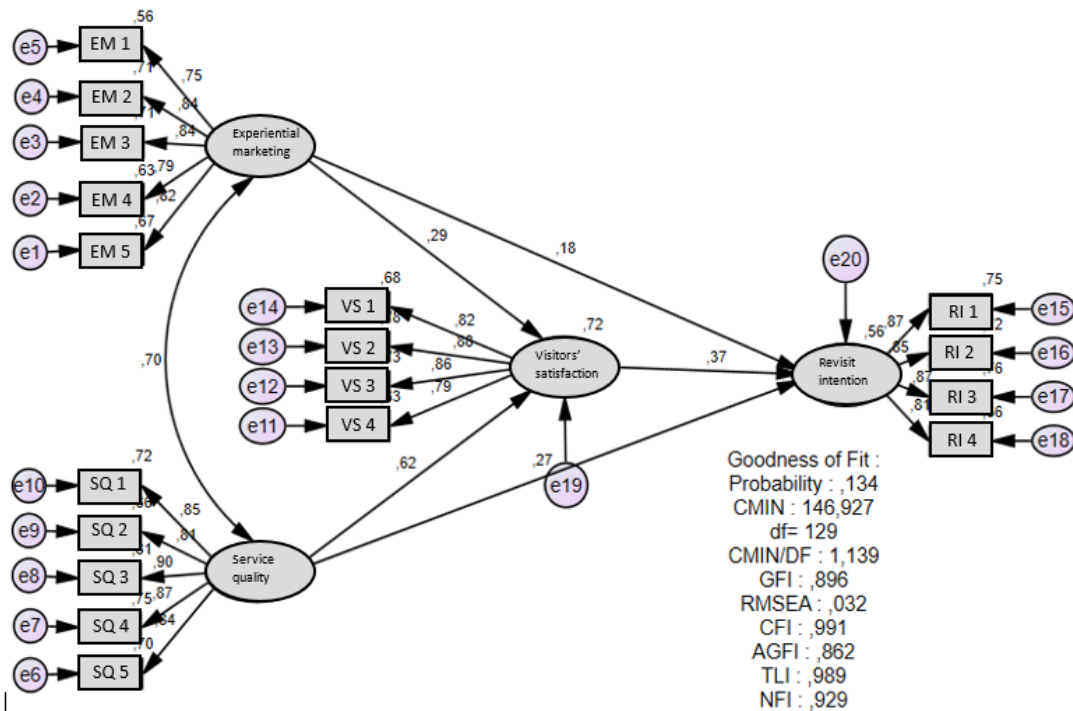 ,56
e5 EM 1
,71 ,75
e4 EM 2
,71 ,84
e3 EM 3 ,84
Experiential
marketing
,63 ,79
e2 EM 4
,82
,67
e1 EM 5
,29
,18
e20
,68
e14 VS 1
,82
e13 VS 2
,88
e12 VS 3 ,86
,79
e11 VS 4
,72
Visitors'
satisfaction
,37
,70
,56
Revisit
intention
,75
,87 RI 1 e15
,85 RI 2 e16
,87 RI 3 e17
,81 RI 4 e18
,62
,27
e19
,72
e10 SQ 1
,85
e9 SQ 2
,81
,81
e8 SQ 3 ,90
Service
quality
,75 ,87
e7 SQ 4
,84
,70
e6 SQ 5
Goodness of Fit :
Probability : ,134
CMIN : 146,927
df= 129
CMIN/DF : 1,139
GFI : ,896
RMSEA : ,032
CFI : ,991
AGFI : ,862
TLI : ,989
NFI : ,929